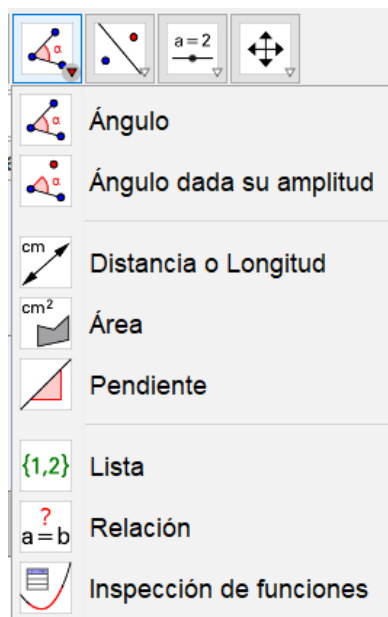 α
a=2
α Ángulo
α Ángulo dada su amplitud
cm Distancia o Longitud
cm² Área
Pendiente
{1,2} Lista
? a=b Relación
Inspección de funciones